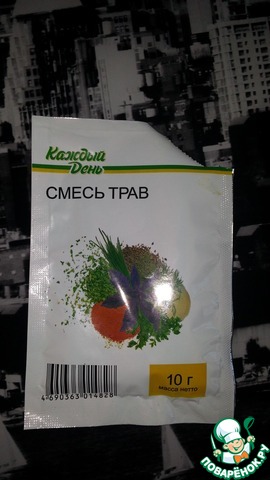 Каждый
День
СМЕСЬ ТРАВ
10 г
масса нетто
4 690363 014828
ПОВАРЁНОК.РУ